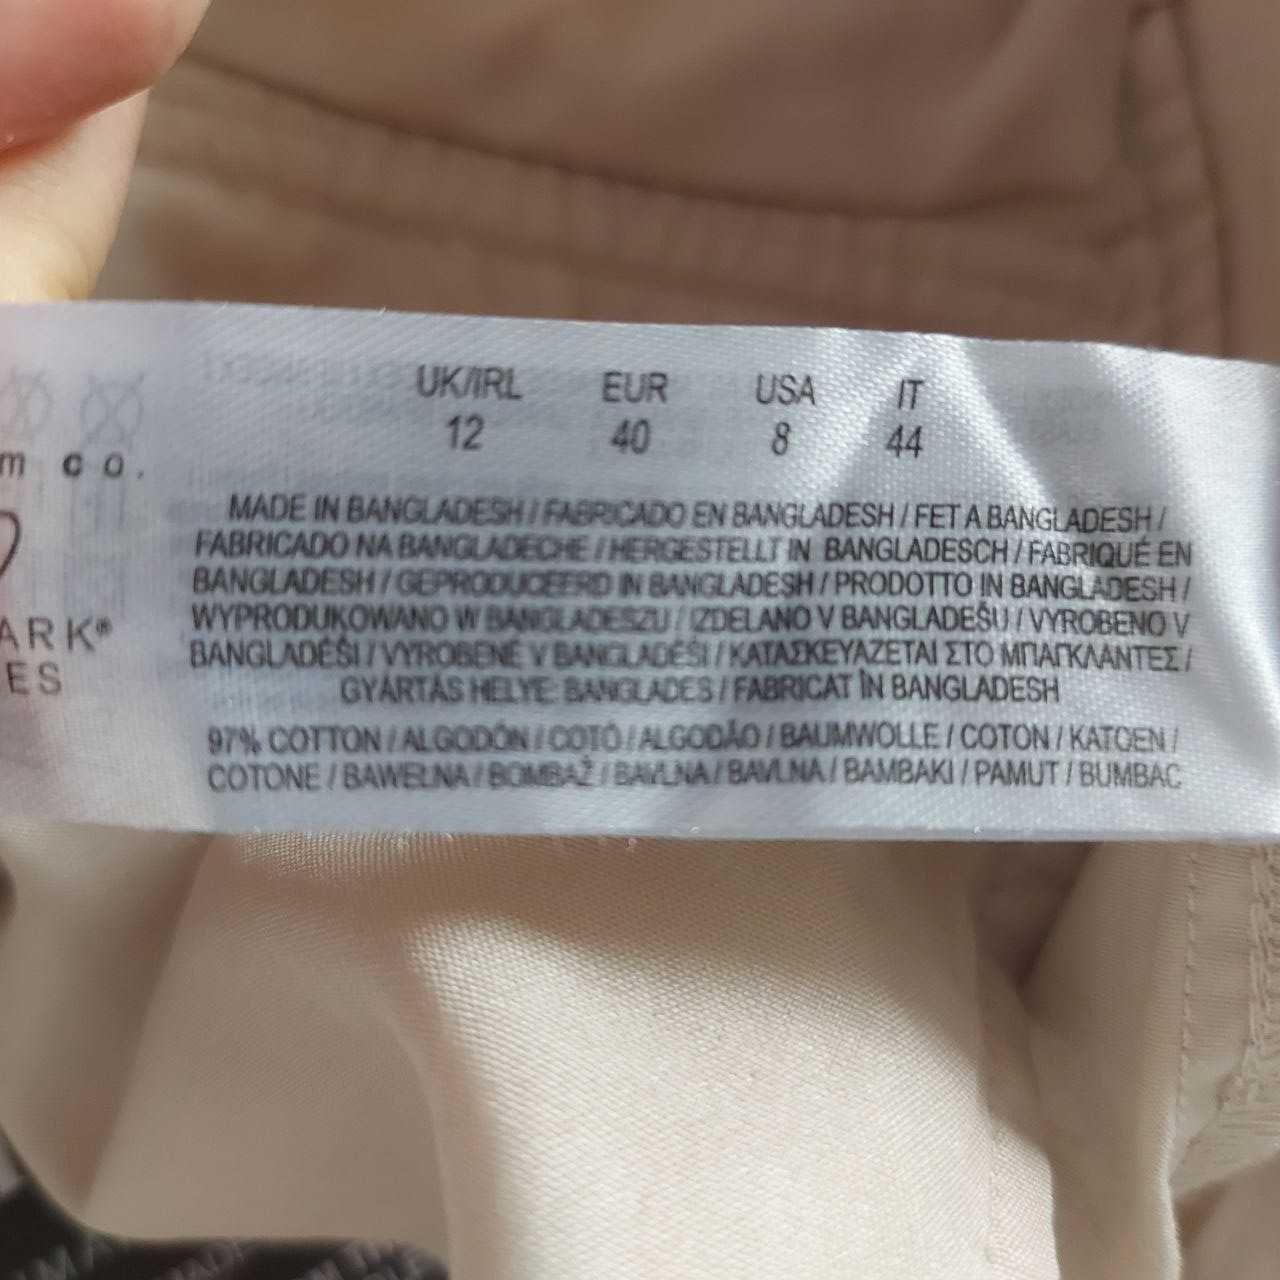 UK/IRL EUR USA IT
12 40 8 44
m co.
MADE IN BANGLADESH / FABRICADO EN BANGLADESH / FET A BANGLADESH /
FABRICADO NA BANGLADECHE / HERGESTELLT IN BANGLADESCH / FABRIQUÉ EN
BANGLADESH / GEPRODUCEERD IN BANGLADESH / PRODOTTO IN BANGLADESH /
WYPRODUKOWANO W BANGLADESZU / IZDELANO V BANGLADEŠU / VYROBENO V
BANGLADÉŠI / VYROBENÉ V BANGLADÉŠI / ΚΑΤΑΣΚΕΥΑΖΕΤΑΙ ΣΤΟ ΜΠΑΓΚΛΑΝΤΕΣ /
GYÁRTÁS HELYE: BANGLADES / FABRICAT ÎN BANGLADESH
ARK®
ES
97% COTTON / ALGODÓN / COTÓ / ALGODÃO / BAUMWOLLE / COTON / KATOEN /
COTONE / BAWEŁNA / BOMBAŽ / BAVLNA / BAVLNA / BAMBAKI / PAMUT / BUMBAC